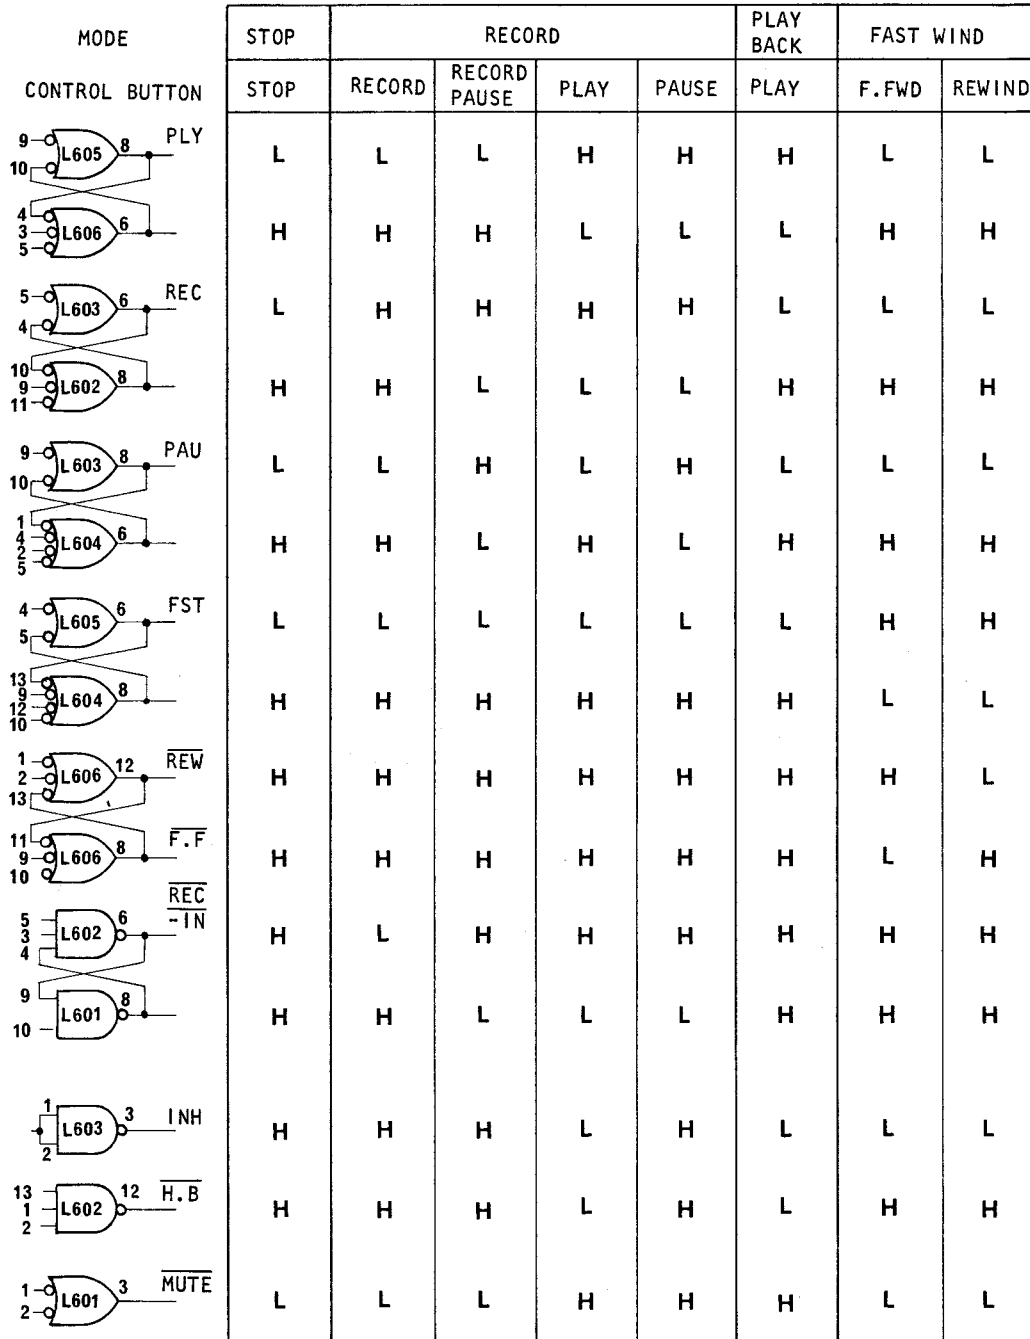 MODE STOP RECORD PLAY BACK FAST WIND
CONTROL BUTTON STOP RECORD RECORD PAUSE PLAY PAUSE PLAY F.FWD REWIND
9 10 L605 8 PLY L L L H H H L L
4 3 5 L606 6 H H H L L L H H
5 4 L603 6 REC L H H H H L L L
10 9 11 L602 8 H H L L L H H H
9 10 L603 8 PAU L L H L H L L L
1 4 2 5 L604 6 H H L H L H H H
4 5 L605 6 FST L L L L L L H H
13 9 12 10 L604 8 H H H H H H L L
1 2 13 L606 12 REW H H H H H H H L
11 9 10 L606 8 F.F H H H H H H L H
5 3 4 L602 6 REC -IN H L H H H H H H
9 10 L601 8 H H L L L H H H
1 2 L603 3 INH H H H L H L L L
13 1 2 L602 12 H.B H H H L H L H H
1 2 L601 3 MUTE L L L H H H L L